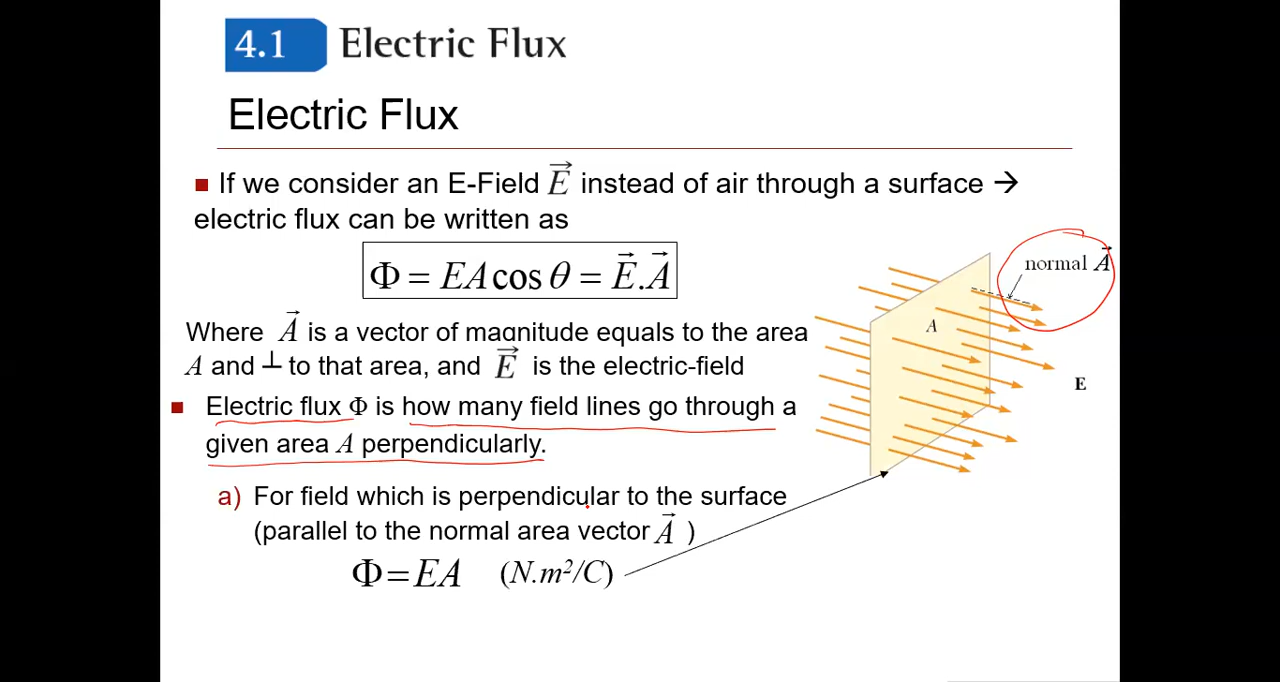 4.1 Electric Flux
Electric Flux
■ If we consider an E-Field E⃗ instead of air through a surface →
electric flux can be written as
Φ = EA cos θ = E⃗.A⃗
Where A⃗ is a vector of magnitude equals to the area
A and ⊥ to that area, and E⃗ is the electric-field
■ Electric flux Φ is how many field lines go through a
given area A perpendicularly.
a) For field which is perpendicular to the surface
(parallel to the normal area vector A⃗ )
Φ=EA (N.m²/C)
normal A⃗
A
E